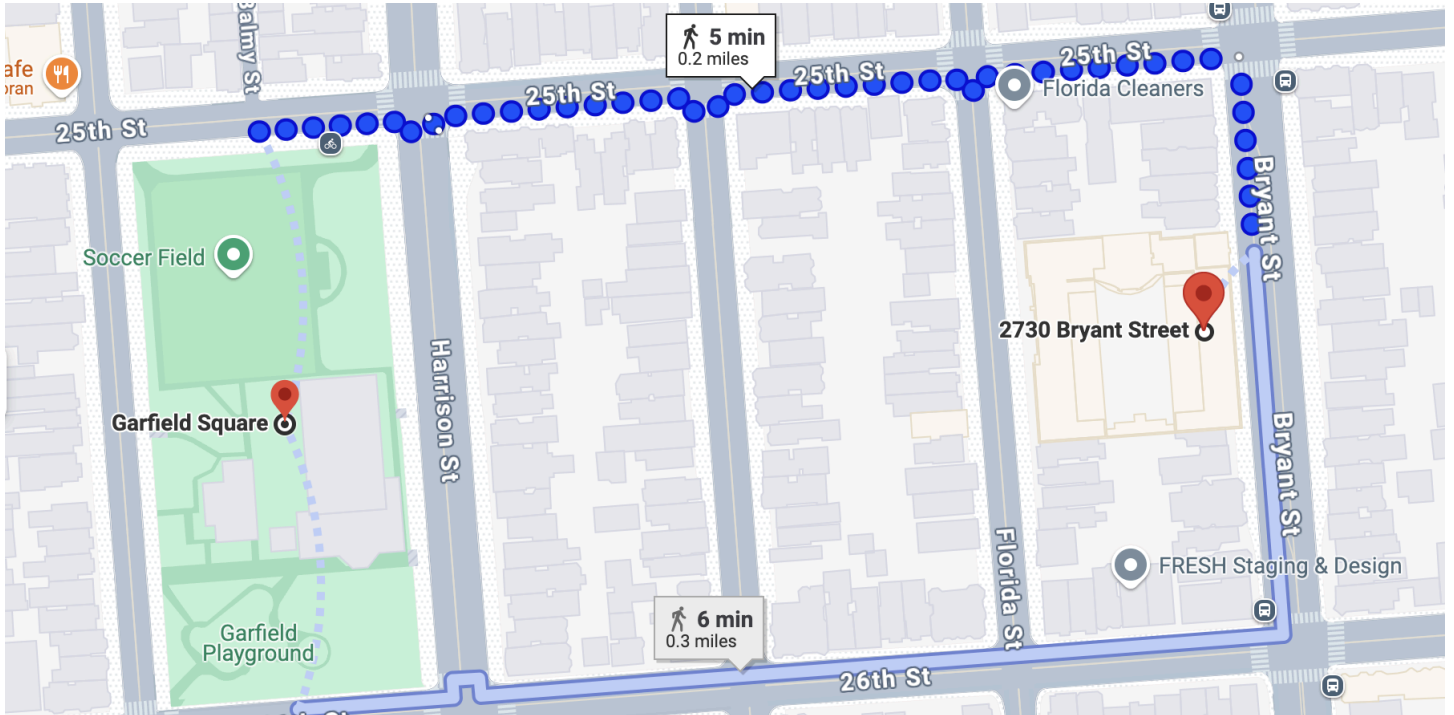 Balmy St
5 min
0.2 miles
25th St
25th St
25th St
25th St
Florida Cleaners
Bryant St
Soccer Field
2730 Bryant Street
Harrison St
Garfield Square
Bryant St
Florida St
FRESH Staging & Design
6 min
0.3 miles
Garfield
Playground
26th St